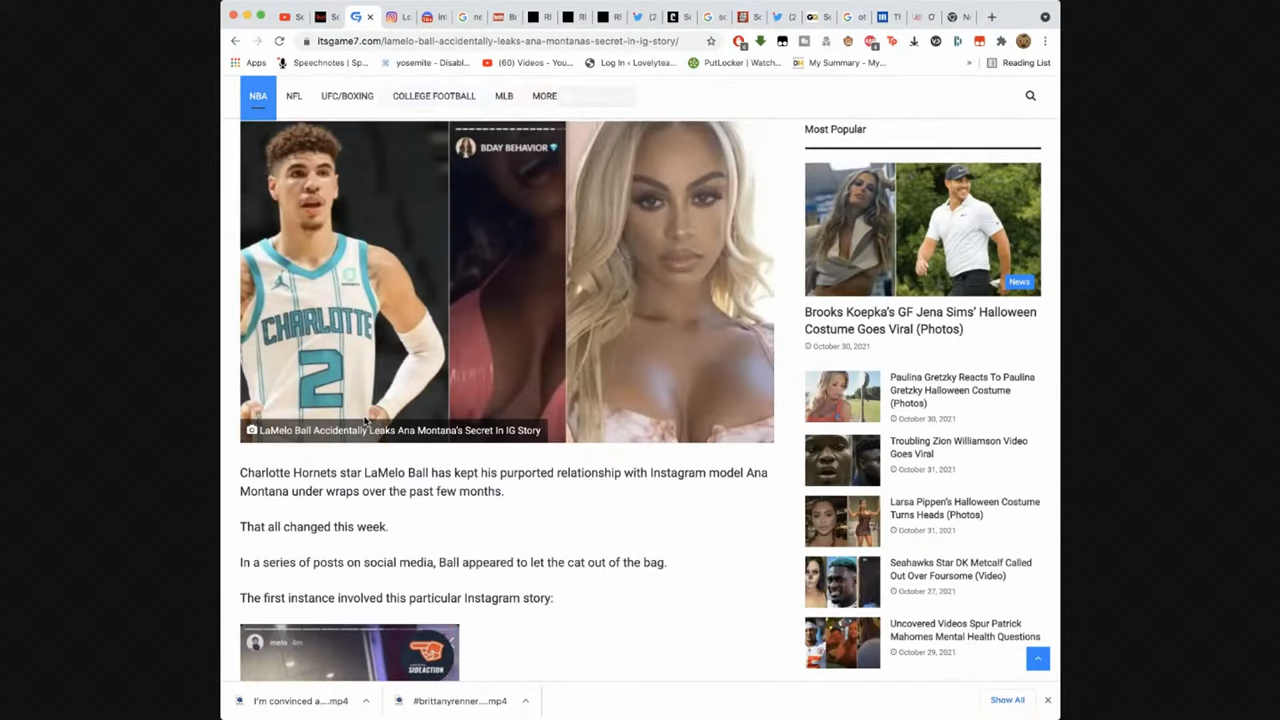 itsgame7.com/lamelo-ball-accidentally-leaks-ana-montanas-secret-in-ig-story/
Apps
Speechnotes | Sp...
yosemite - Disabl...
(60) Videos - You...
Log In ‹ Lovelytea...
PutLocker | Watch...
My Summary - My...
»
Reading List
NBA
NFL
UFC/BOXING
COLLEGE FOOTBALL
MLB
MORE
BDAY BEHAVIOR
CHARLOTTE
2
LaMelo Ball Accidentally Leaks Ana Montana's Secret In IG Story
Charlotte Hornets star LaMelo Ball has kept his purported relationship with Instagram model Ana
Montana under wraps over the past few months.
That all changed this week.
In a series of posts on social media, Ball appeared to let the cat out of the bag.
The first instance involved this particular Instagram story:
melo 4m
SIDEACTION
Most Popular
News
Brooks Koepka's GF Jena Sims' Halloween
Costume Goes Viral (Photos)
October 30, 2021
Paulina Gretzky Reacts To Paulina
Gretzky Halloween Costume
(Photos)
October 30, 2021
Troubling Zion Williamson Video
Goes Viral
October 31, 2021
Larsa Pippen's Halloween Costume
Turns Heads (Photos)
October 31, 2021
Seahawks Star DK Metcalf Called
Out Over Foursome (Video)
October 27, 2021
Uncovered Videos Spur Patrick
Mahomes Mental Health Questions
October 29, 2021
I'm convinced a....mp4
#brittanyrenner....mp4
Show All